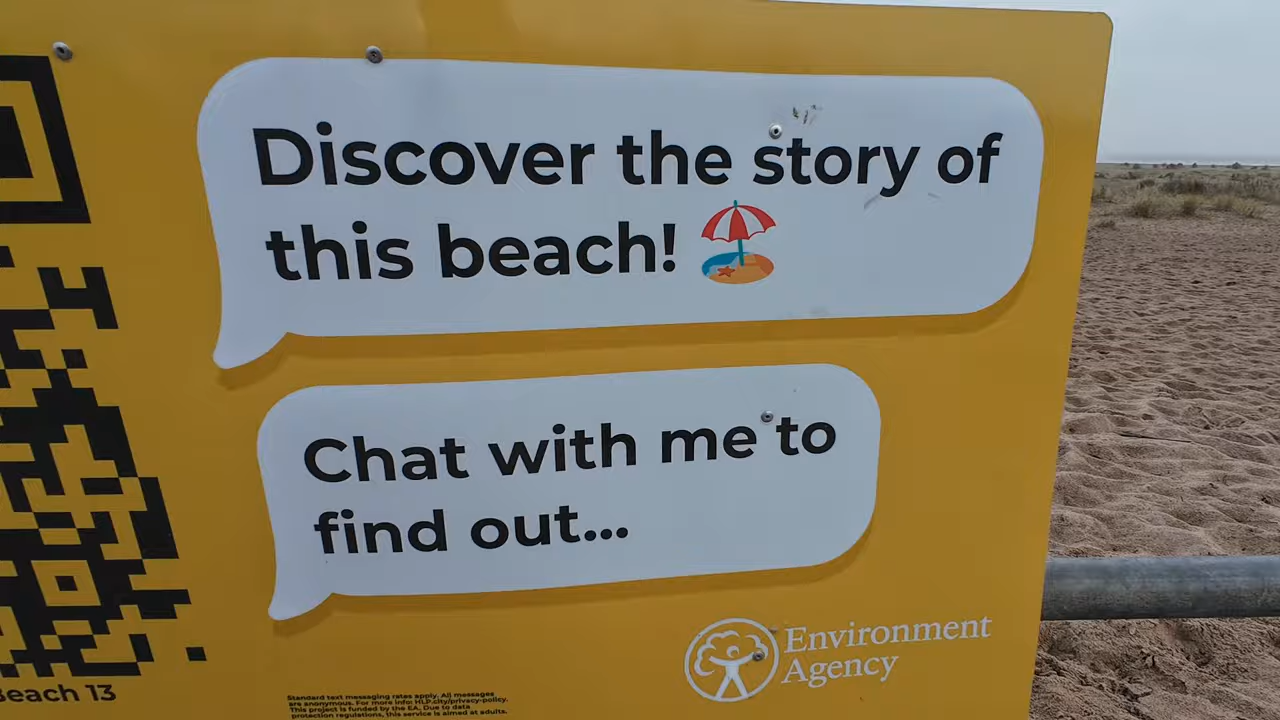 Discover the story of
this beach!
Chat with me to
find out...
Environment
Agency
Beach 13
Standard text messaging rates apply. All messages
are anonymous. For more info: HLP.city/privacy-policy.
This project is funded by the EA. Due to data
protection regulations, this service is aimed at adults.